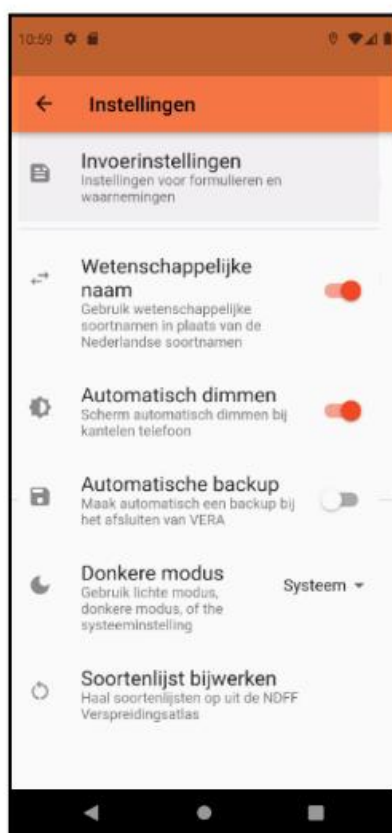 10:59
Instellingen
Invoerinstellingen
Instellingen voor formulieren en
waarnemingen
Wetenschappelijke
naam
Gebruik wetenschappelijke
soortnamen in plaats van de
Nederlandse soortnamen
Automatisch dimmen
Scherm automatisch dimmen bij
kantelen telefoon
Automatische backup
Maak automatisch een backup bij
het afsluiten van VERA
Donkere modus
Gebruik lichte modus,
donkere modus, of the
systeeminstelling
Systeem
Soortenlijst bijwerken
Haal soortenlijsten op uit de NDFF
Verspreidingsatlas